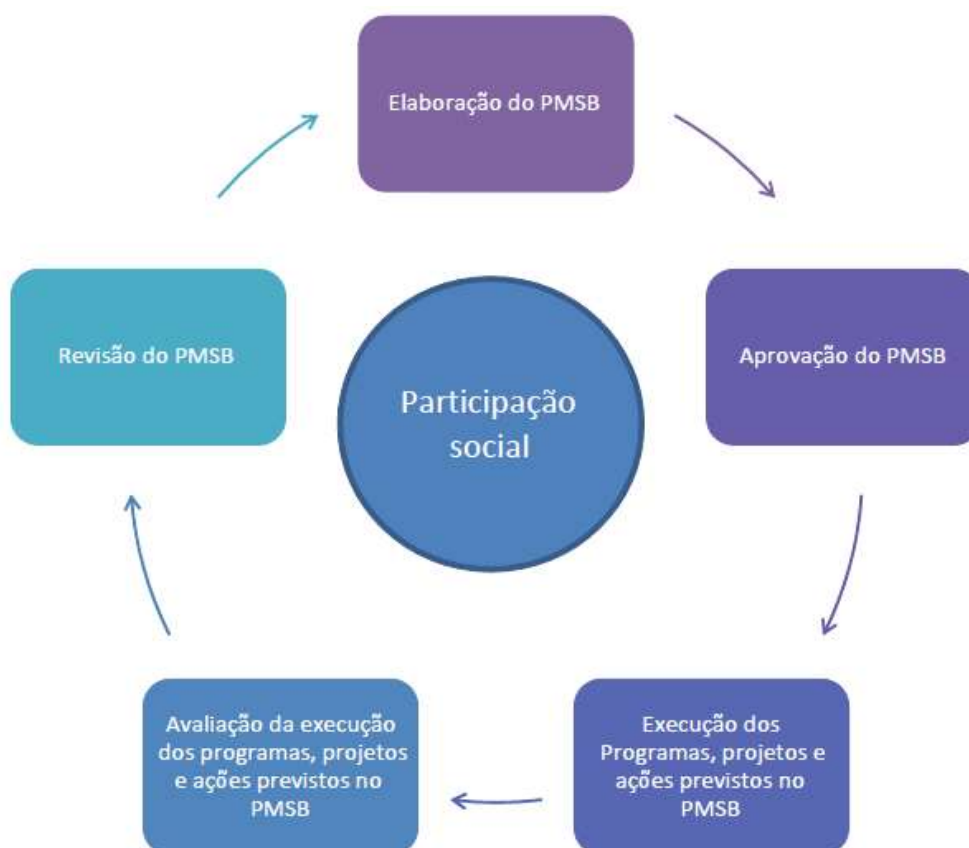 Elaboração do PMSB
Aprovação do PMSB
Execução dos
Programas, projetos e
ações previstos no
PMSB
Avaliação da execução
dos programas, projetos
e ações previstos no
PMSB
Revisão do PMSB
Participação
social